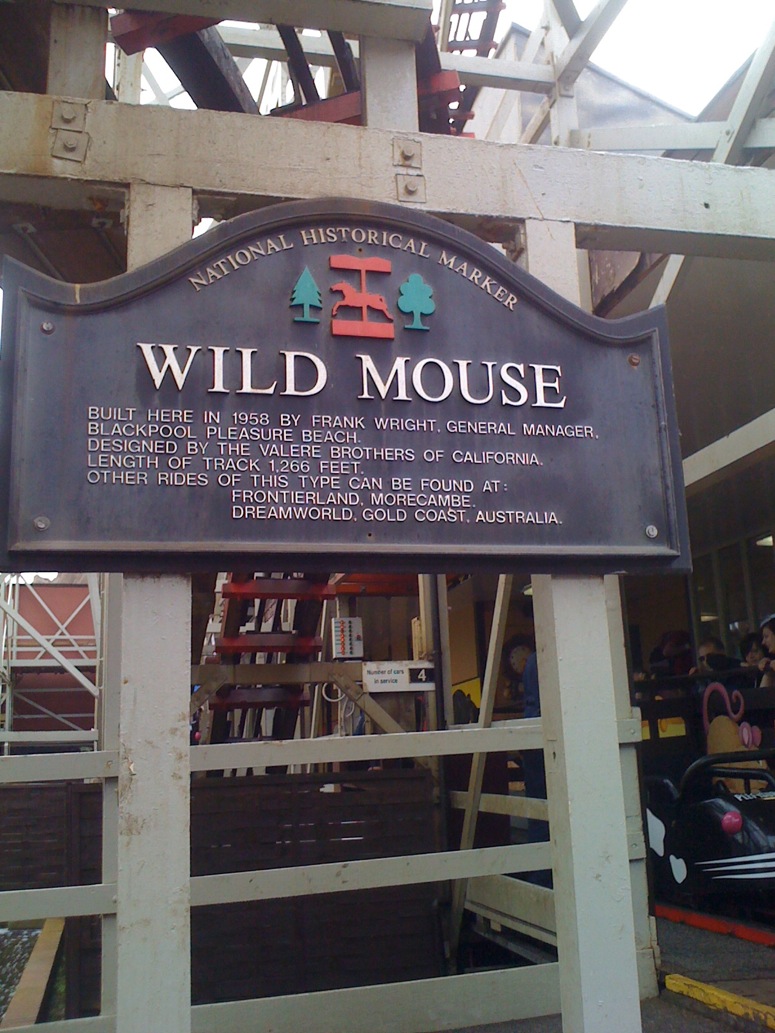 NATIONAL HISTORICAL MARKER
WILD MOUSE
BUILT HERE IN 1958 BY FRANK WRIGHT, GENERAL MANAGER,
BLACKPOOL PLEASURE BEACH.
DESIGNED BY THE VALERE BROTHERS OF CALIFORNIA.
LENGTH OF TRACK 1,266 FEET.
OTHER RIDES OF THIS TYPE CAN BE FOUND AT:
FRONTIERLAND, MORECAMBE.
DREAMWORLD, GOLD COAST, AUSTRALIA.
Number of cars
in service
4